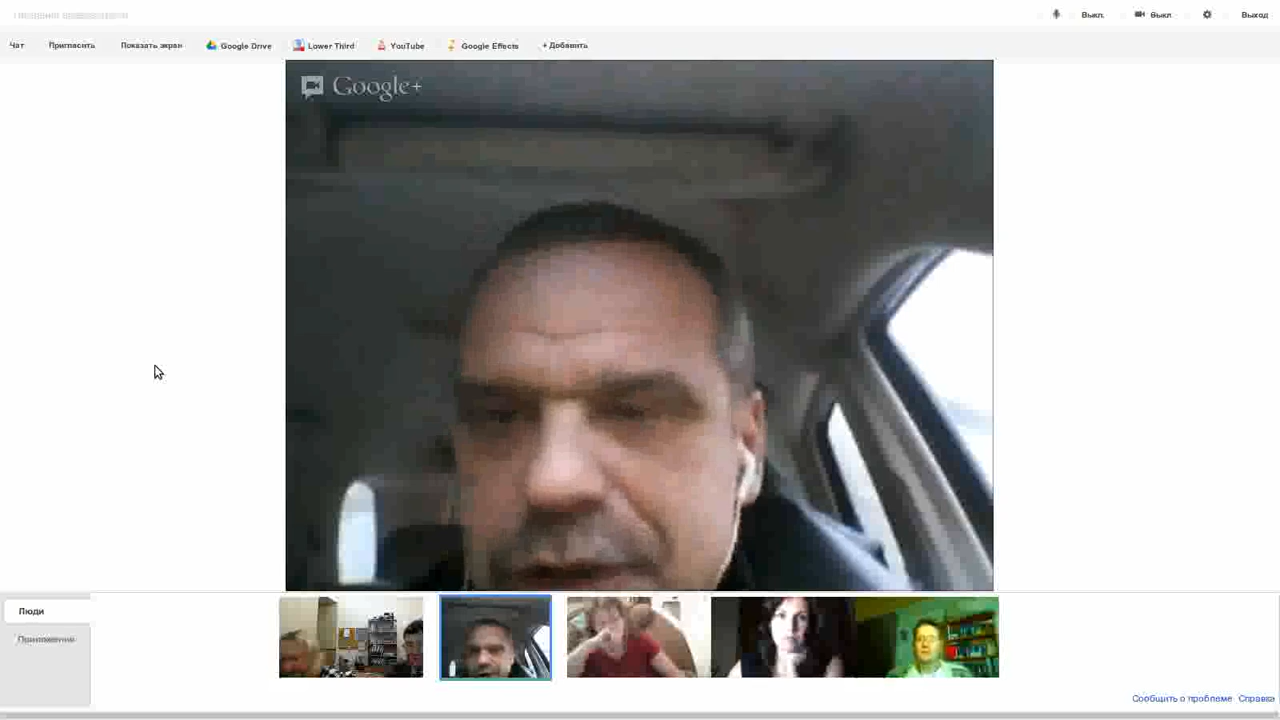 Выкл. Выкл. Выход
Чат Пригласить Показать экран Google Drive Lower Third YouTube Google Effects + Добавить
Google+
Люди
Приложения
Сообщить о проблеме Справка